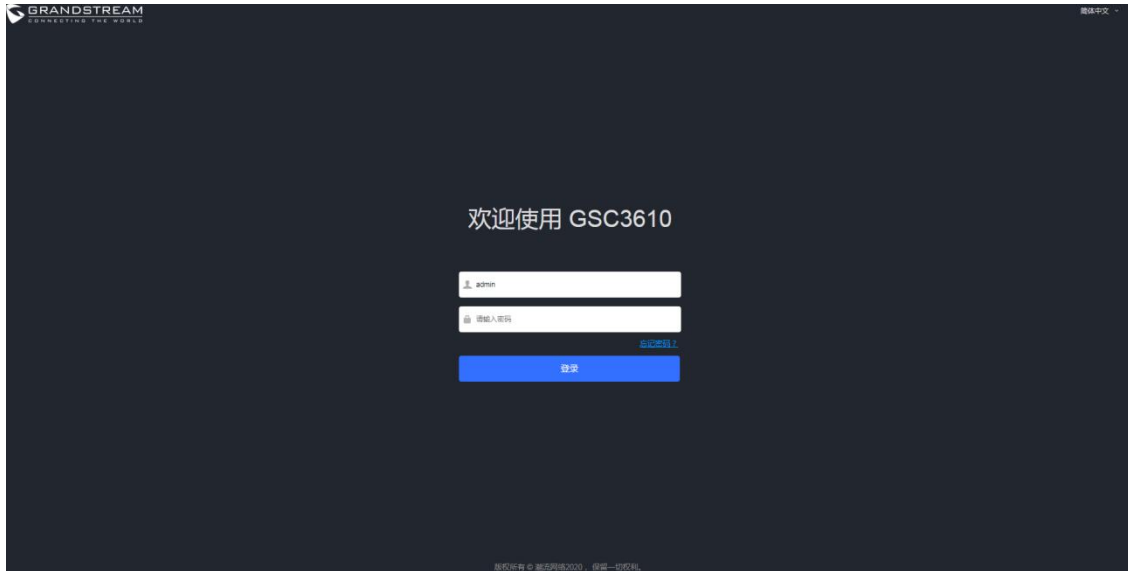 GRANDSTREAM
CONNECTING THE WORLD
简体中文
欢迎使用 GSC3610
admin
请输入密码
忘记密码？
登录
版权所有 © 潮流网络2020 。保留一切权利。